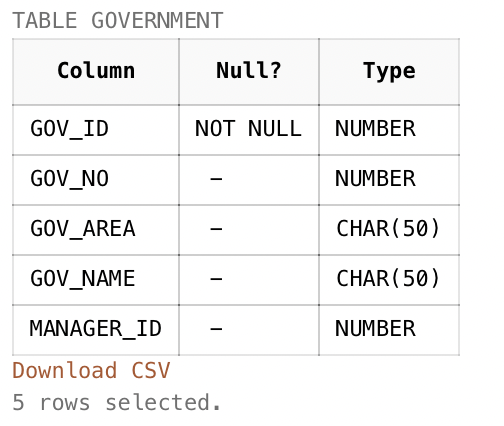 TABLE GOVERNMENT
Column Null? Type
GOV_ID NOT NULL NUMBER
GOV_NO – NUMBER
GOV_AREA – CHAR(50)
GOV_NAME – CHAR(50)
MANAGER_ID – NUMBER
Download CSV
5 rows selected.